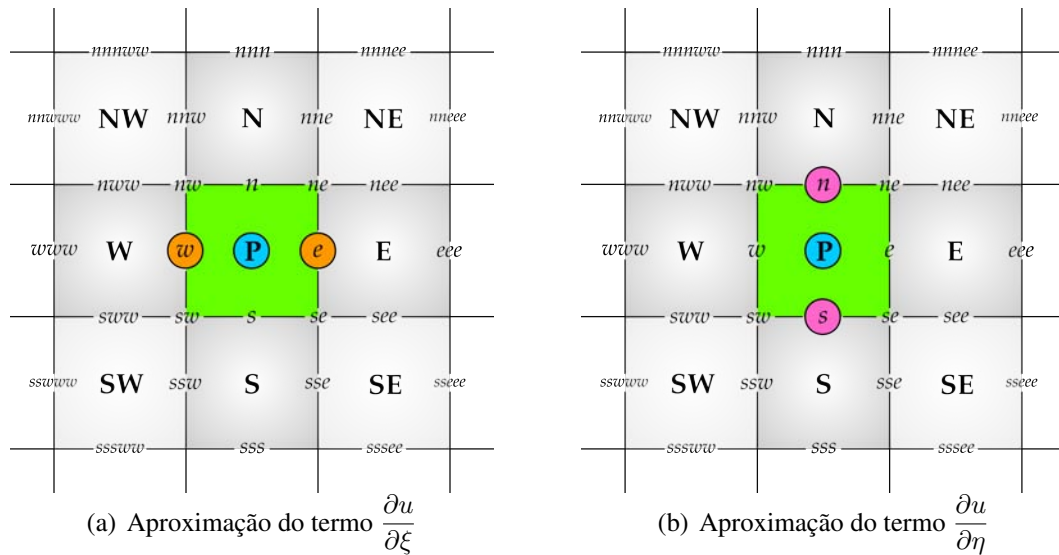 nnnww nnn nnnee
nnwww NW nnw N nne NE nneee
nww nw n ne nee
www W w P e E eee
sww sw s se see
sswww SW ssw S sse SE sseee
sssww sss sssee
(a) Aproximação do termo ∂u/∂ξ
nnnww nnn nnnee
nnwww NW nnw N nne NE nneee
nww nw n ne nee
www W w P e E eee
sww sw s se see
sswww SW ssw S sse SE sseee
sssww sss sssee
(b) Aproximação do termo ∂u/∂η